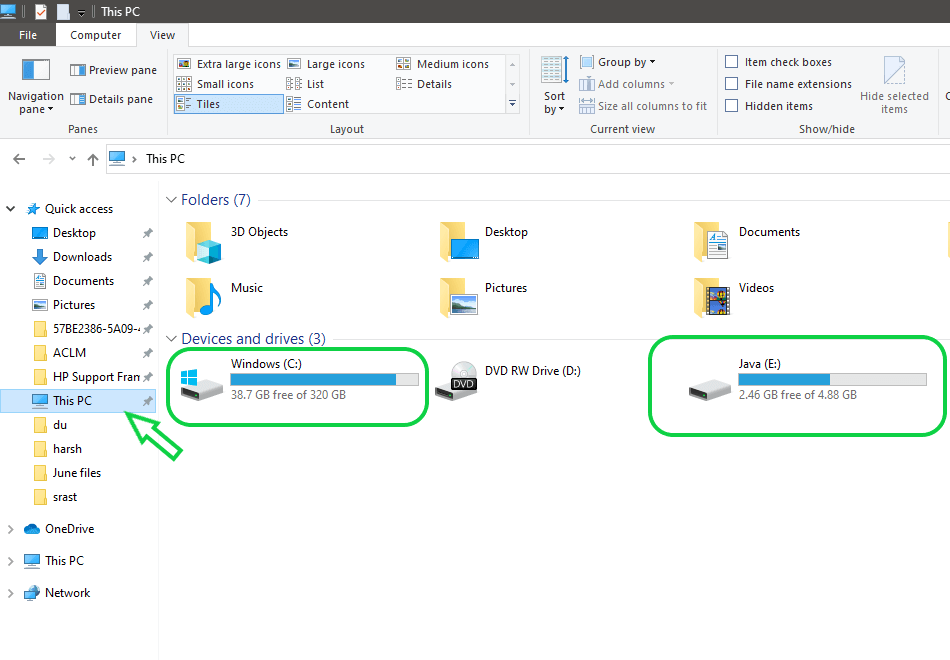 This PC
File Computer View
Navigation pane
Preview pane
Details pane
Panes
Extra large icons Large icons Medium icons
Small icons List Details
Tiles Content
Layout
Sort by
Group by
Add columns
Size all columns to fit
Current view
Item check boxes
File name extensions
Hidden items
Hide selected items
Show/hide
This PC
Quick access
Desktop
Downloads
Documents
Pictures
57BE2386-5A09-
ACLM
HP Support Fram
This PC
du
harsh
June files
srast
OneDrive
This PC
Network
Folders (7)
3D Objects Desktop Documents
Music Pictures Videos
Devices and drives (3)
Windows (C:)
38.7 GB free of 320 GB
DVD
DVD RW Drive (D:)
Java (E:)
2.46 GB free of 4.88 GB